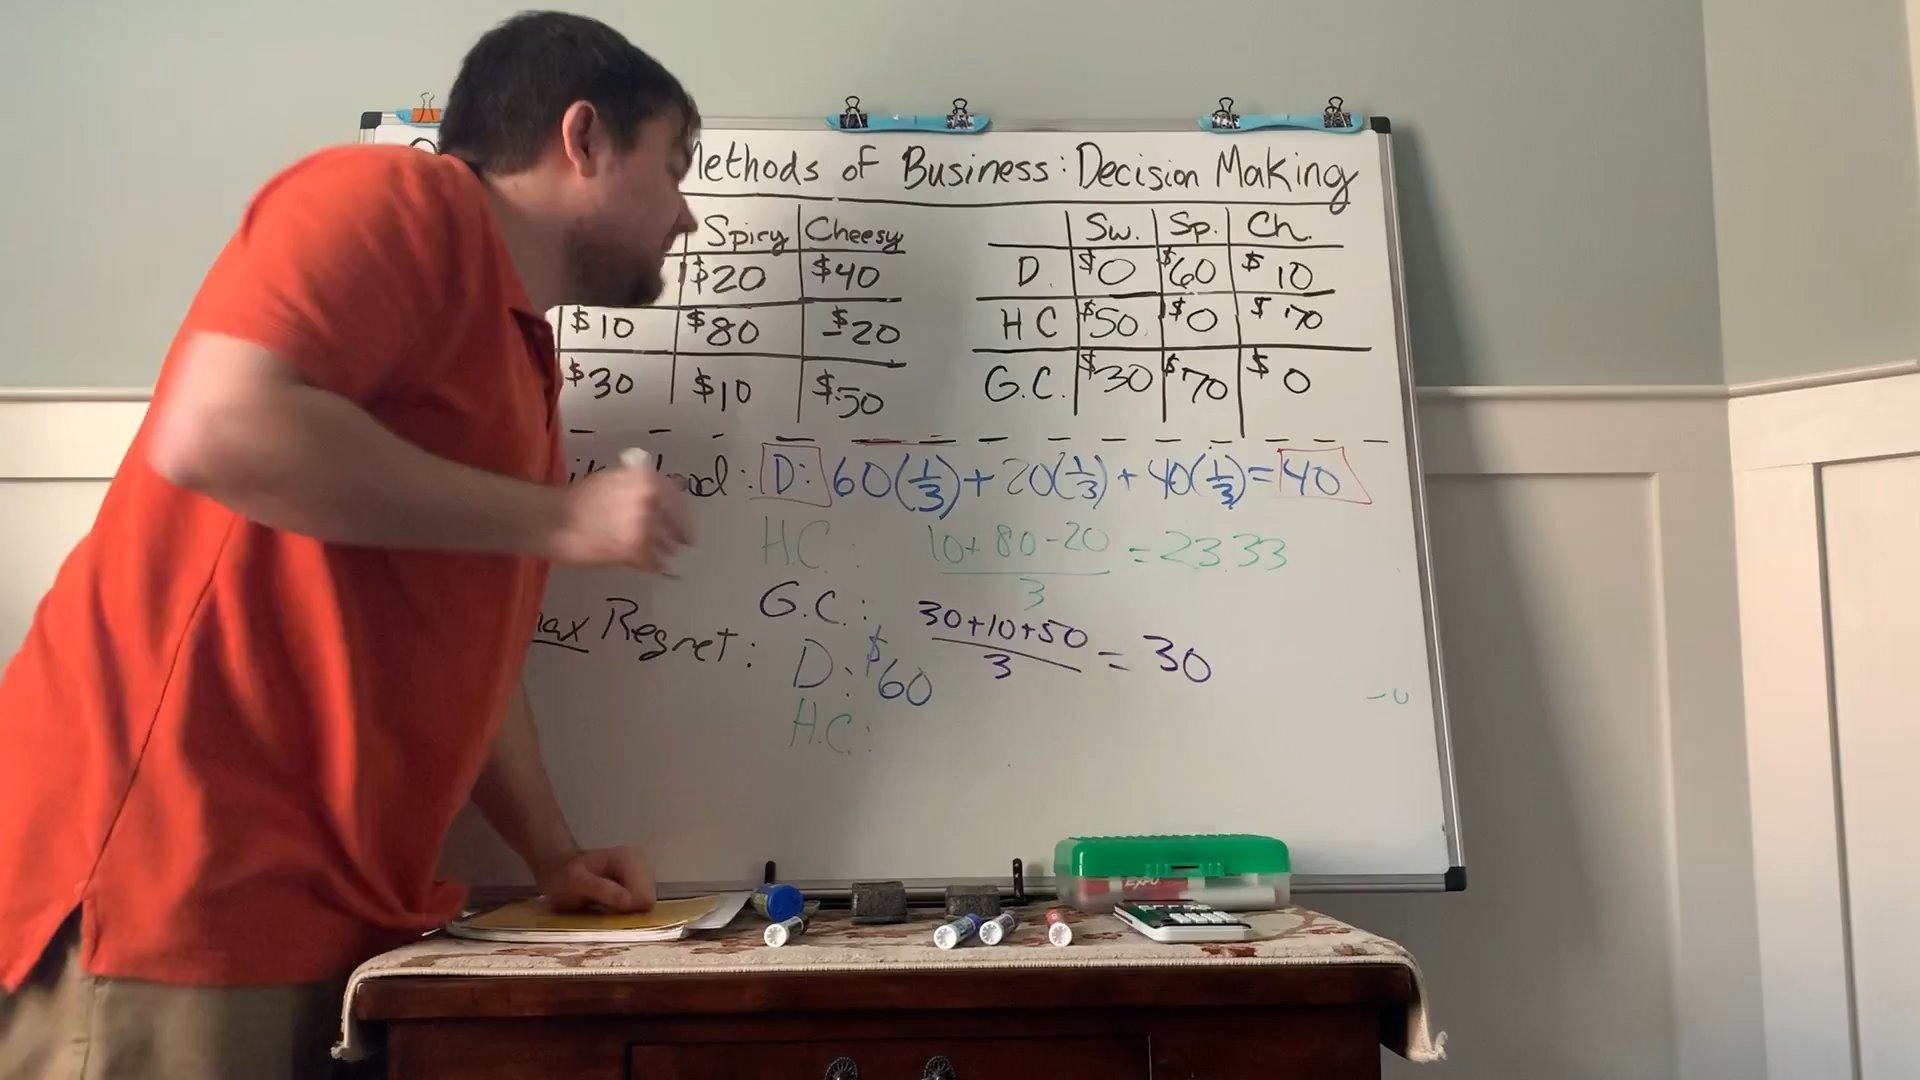 Methods of Business: Decision Making
Spicy Cheesy
$20 $40
$10 $80 -$20
$30 $10 $50
Sw. Sp. Ch.
D. $0 $60 $10
HC $50 $0 $70
G.C. $30 $70 $0
D: 60(1/3)+ 20(1/3) + 40(1/3)= 40
H.C: 10+80-20 / 3 = 23.33
G.C.: 30+10+50 / 3 = 30
Regret: D: $60
H.C.:
EXPO